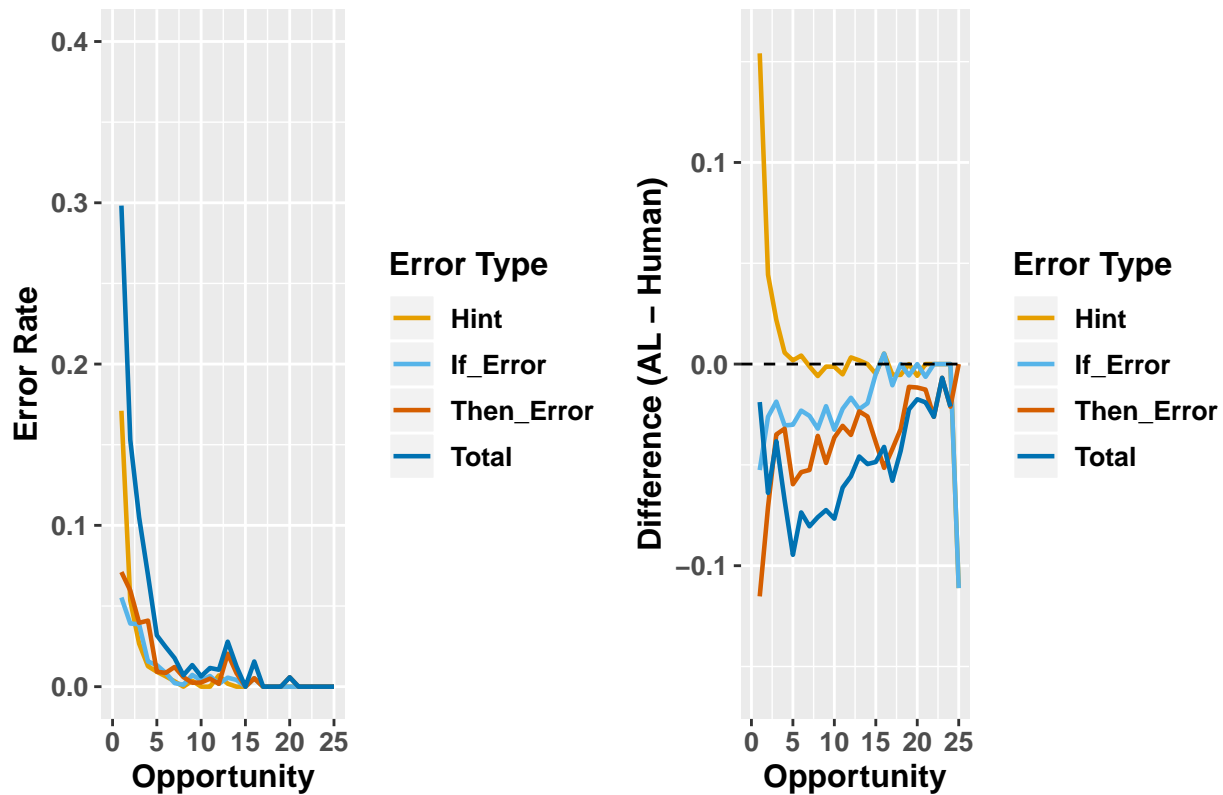 Error Rate
0.4
0.3
0.2
0.1
0.0
0 5 10 15 20 25
Opportunity
Error Type
Hint
If_Error
Then_Error
Total
Difference (AL − Human)
0.1
0.0
−0.1
0 5 10 15 20 25
Opportunity
Error Type
Hint
If_Error
Then_Error
Total